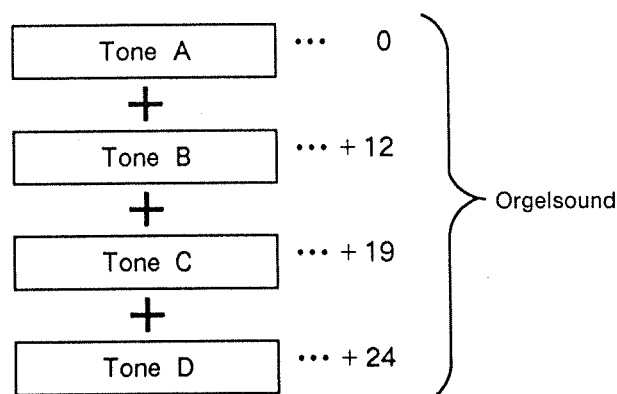 Tone A ... 0
+
Tone B ... + 12
+
Tone C ... + 19
+
Tone D ... + 24
Orgelsound